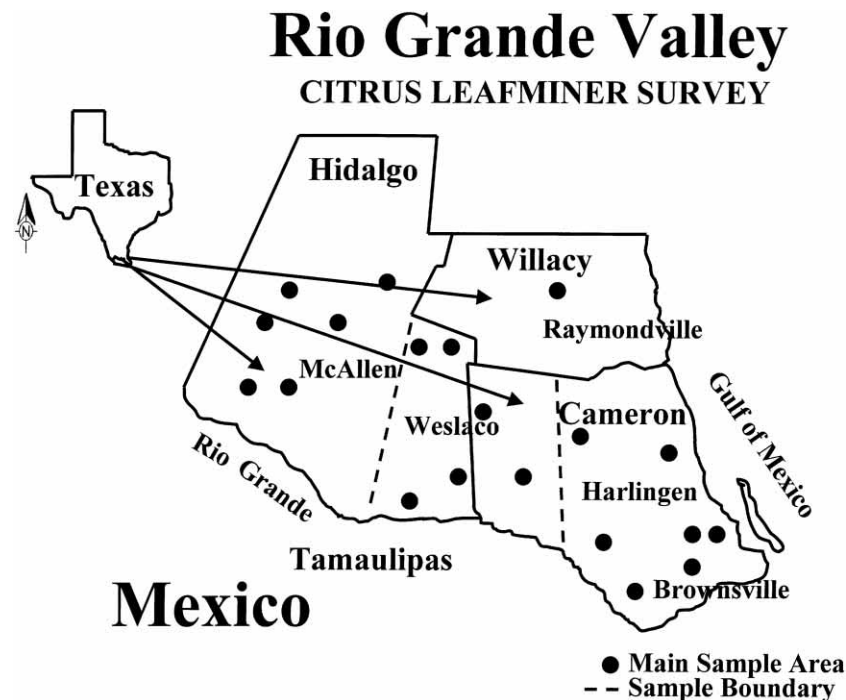 Rio Grande Valley
CITRUS LEAFMINER SURVEY
Texas
N
Hidalgo
Willacy
Raymondville
McAllen
Weslaco
Cameron
Harlingen
Brownsville
Rio Grande
Gulf of Mexico
Tamaulipas
Mexico
Main Sample Area
Sample Boundary